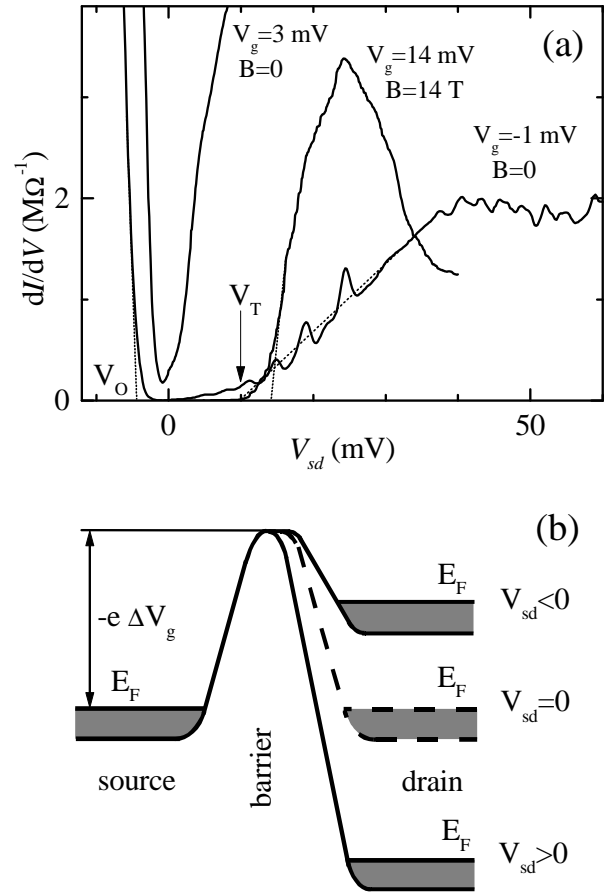 (a)
V_g=3 mV
B=0
V_g=14 mV
B=14 T
V_g=-1 mV
B=0
dI/dV (MΩ⁻¹)
2
0
V_T
V_O
0
50
V_sd (mV)
(b)
-e ΔV_g
E_F
E_F
V_sd<0
E_F
V_sd=0
source
barrier
drain
E_F
V_sd>0